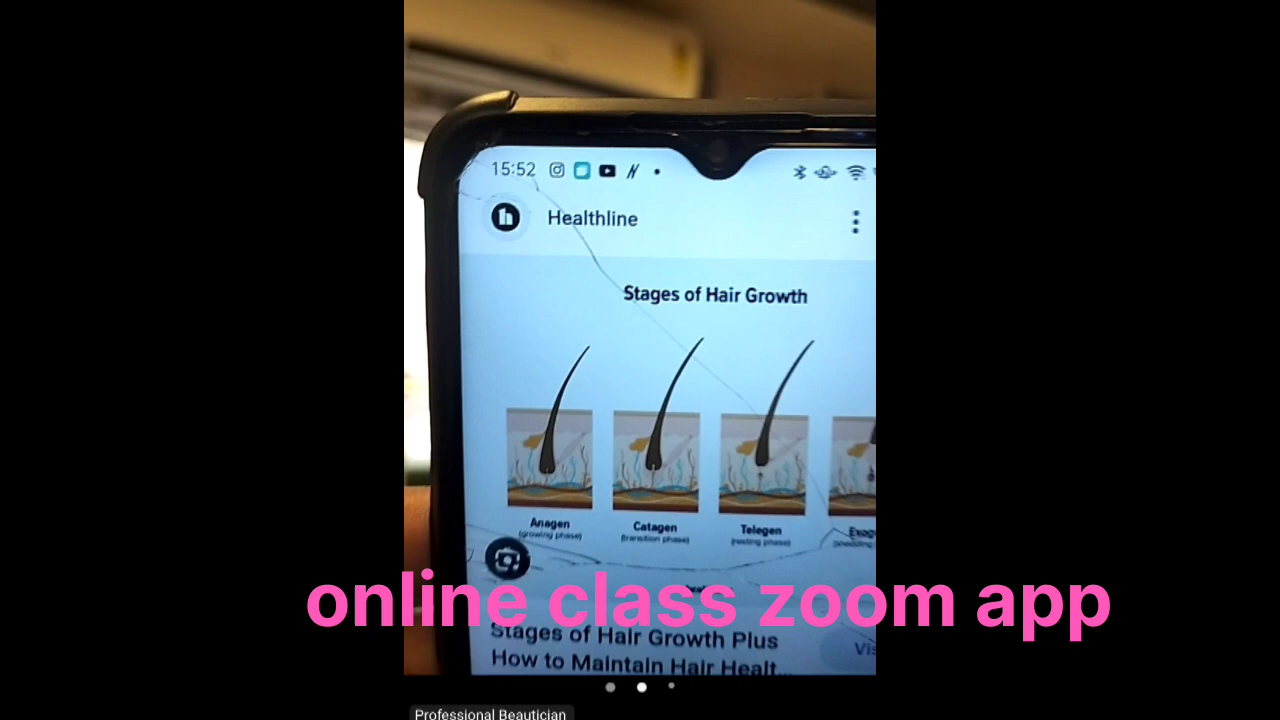 15:52
Healthline
Stages of Hair Growth
Anagen
(growing phase)
Catagen
(transition phase)
Telegen
(resting phase)
online class zoom app
Stages of Hair Growth Plus
How to Maintain Hair Healt...
Professional Beautician